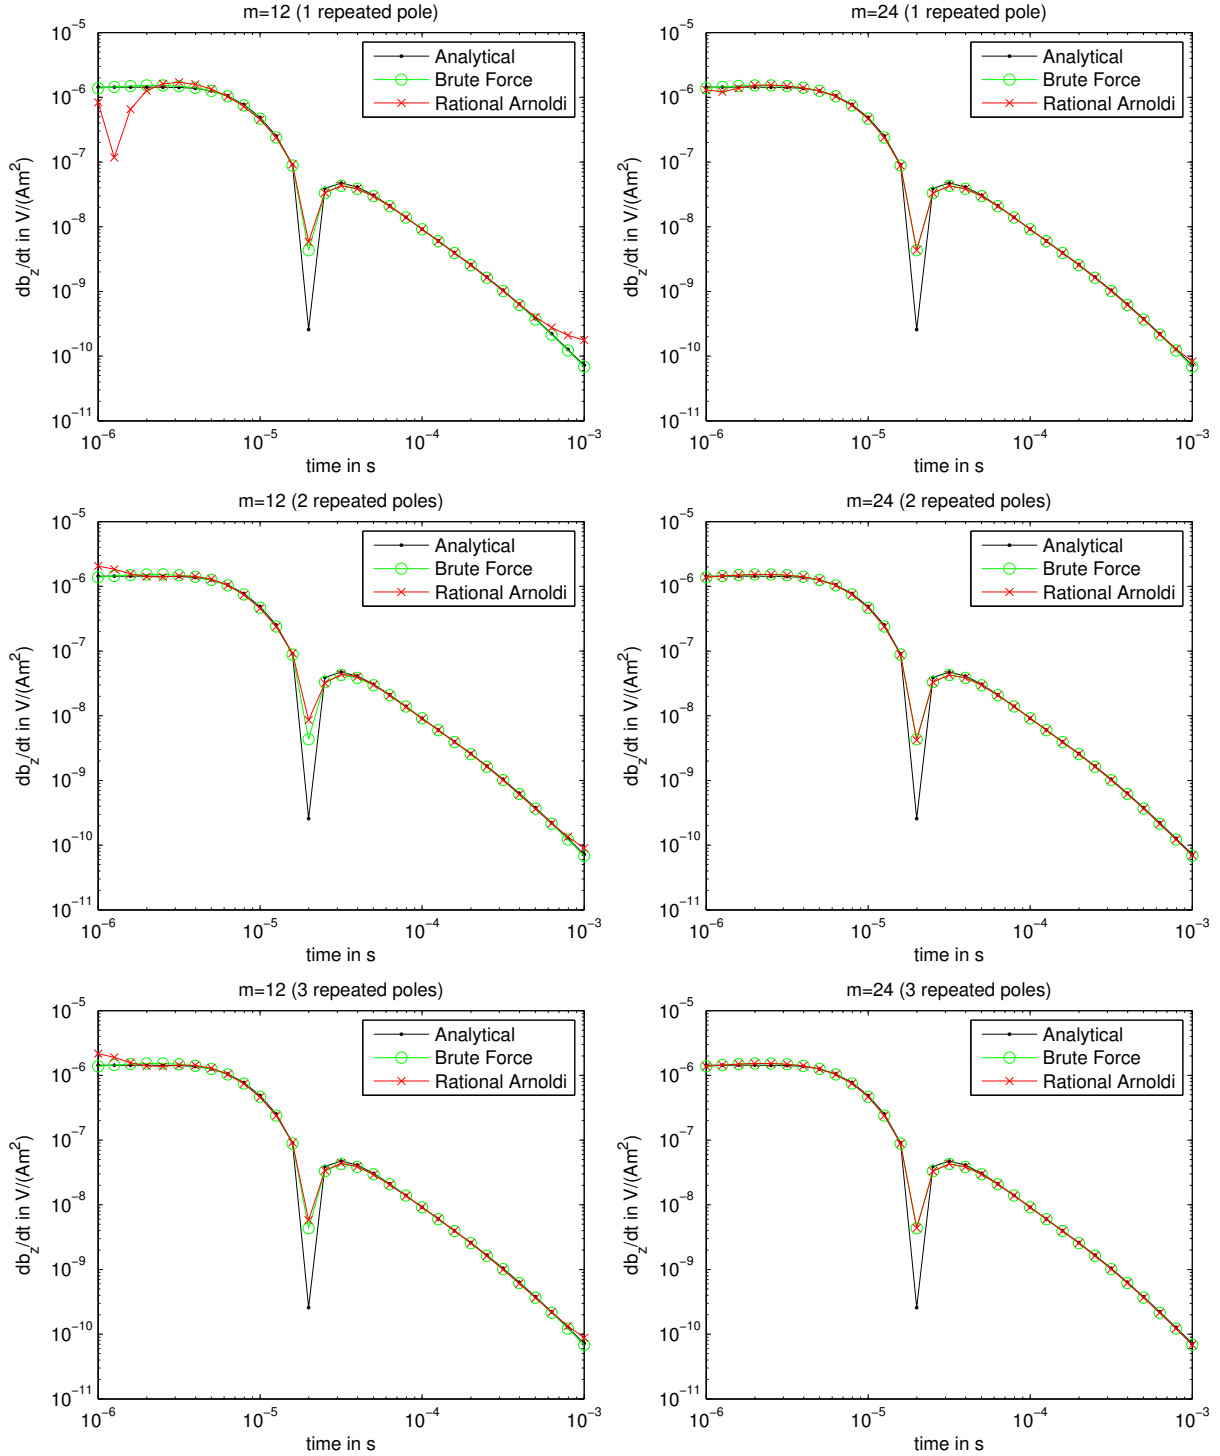 m=12 (1 repeated pole)
10^-5
10^-6
10^-7
10^-8
10^-9
10^-10
10^-11
db_z/dt in V/(Am^2)
Analytical
Brute Force
Rational Arnoldi
10^-6 10^-5 10^-4 10^-3
time in s
m=24 (1 repeated pole)
10^-5
10^-6
10^-7
10^-8
10^-9
10^-10
10^-11
db_z/dt in V/(Am^2)
Analytical
Brute Force
Rational Arnoldi
10^-6 10^-5 10^-4 10^-3
time in s
m=12 (2 repeated poles)
10^-5
10^-6
10^-7
10^-8
10^-9
10^-10
10^-11
db_z/dt in V/(Am^2)
Analytical
Brute Force
Rational Arnoldi
10^-6 10^-5 10^-4 10^-3
time in s
m=24 (2 repeated poles)
10^-5
10^-6
10^-7
10^-8
10^-9
10^-10
10^-11
db_z/dt in V/(Am^2)
Analytical
Brute Force
Rational Arnoldi
10^-6 10^-5 10^-4 10^-3
time in s
m=12 (3 repeated poles)
10^-5
10^-6
10^-7
10^-8
10^-9
10^-10
10^-11
db_z/dt in V/(Am^2)
Analytical
Brute Force
Rational Arnoldi
10^-6 10^-5 10^-4 10^-3
time in s
m=24 (3 repeated poles)
10^-5
10^-6
10^-7
10^-8
10^-9
10^-10
10^-11
db_z/dt in V/(Am^2)
Analytical
Brute Force
Rational Arnoldi
10^-6 10^-5 10^-4 10^-3
time in s